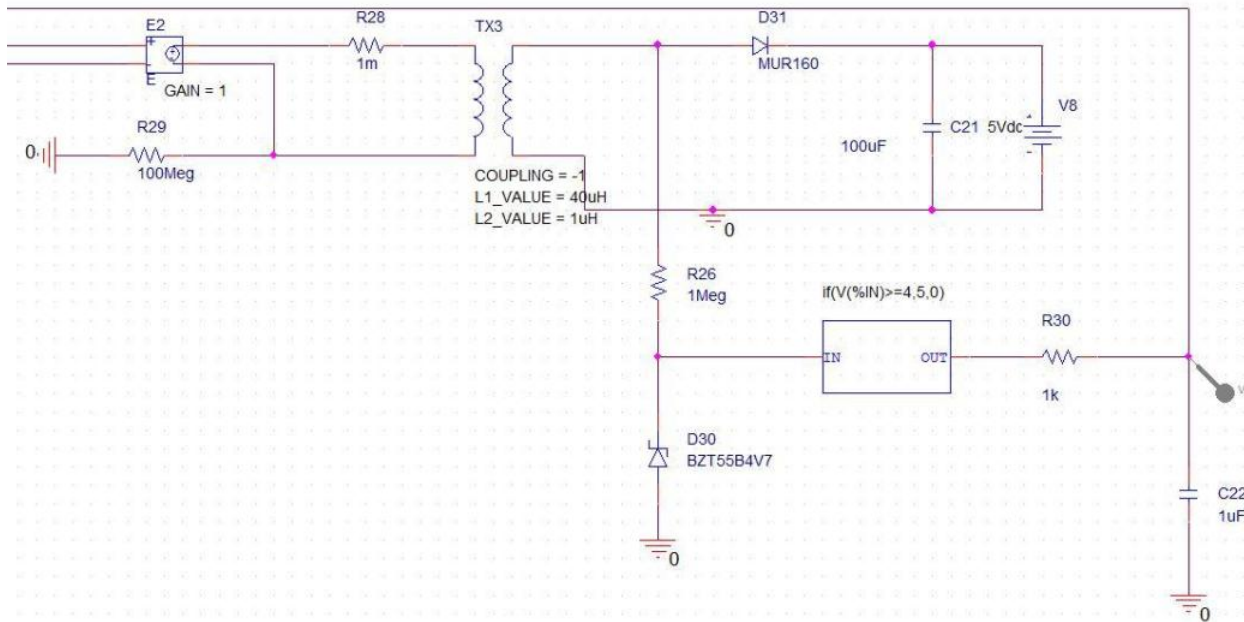 E2
E
GAIN = 1
R28
1m
TX3
COUPLING = -1
L1_VALUE = 40uH
L2_VALUE = 1uH
D31
MUR160
R29
100Meg
0
100uF
C21
5Vdc
V8
0
R26
1Meg
if(V(%IN)>=4,5,0)
IN
OUT
R30
1k
V
D30
BZT55B4V7
0
C22
1uF
0